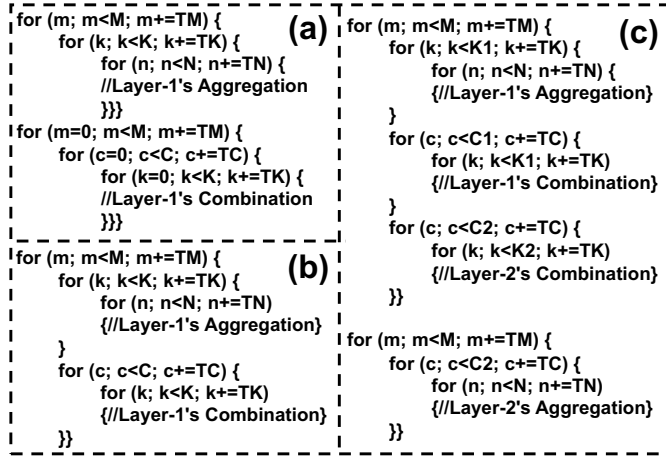 (a)
for (m; m<M; m+=TM) {
for (k; k<K; k+=TK) {
for (n; n<N; n+=TN) {
//Layer-1's Aggregation
}}}
for (m=0; m<M; m+=TM) {
for (c=0; c<C; c+=TC) {
for (k=0; k<K; k+=TK) {
//Layer-1's Combination
}}}
(b)
for (m; m<M; m+=TM) {
for (k; k<K; k+=TK) {
for (n; n<N; n+=TN)
{//Layer-1's Aggregation}
}
for (c; c<C; c+=TC) {
for (k; k<K; k+=TK)
{//Layer-1's Combination}
}}
(c)
for (m; m<M; m+=TM) {
for (k; k<K1; k+=TK) {
for (n; n<N; n+=TN) {
{//Layer-1's Aggregation}
}
for (c; c<C1; c+=TC) {
for (k; k<K1; k+=TK)
{//Layer-1's Combination}
}
for (c; c<C2; c+=TC) {
for (k; k<K2; k+=TK)
{//Layer-2's Combination}
}}
for (m; m<M; m+=TM) {
for (c; c<C2; c+=TC) {
for (n; n<N; n+=TN)
{//Layer-2's Aggregation}
}}